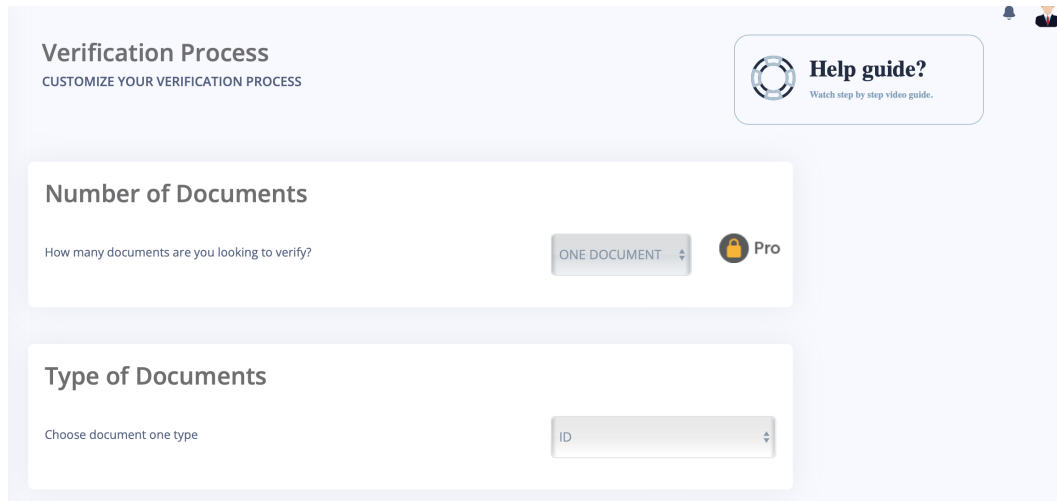 Verification Process
CUSTOMIZE YOUR VERIFICATION PROCESS
Help guide?
Watch step by step video guide.
Number of Documents
How many documents are you looking to verify?
ONE DOCUMENT
Pro
Type of Documents
Choose document one type
ID